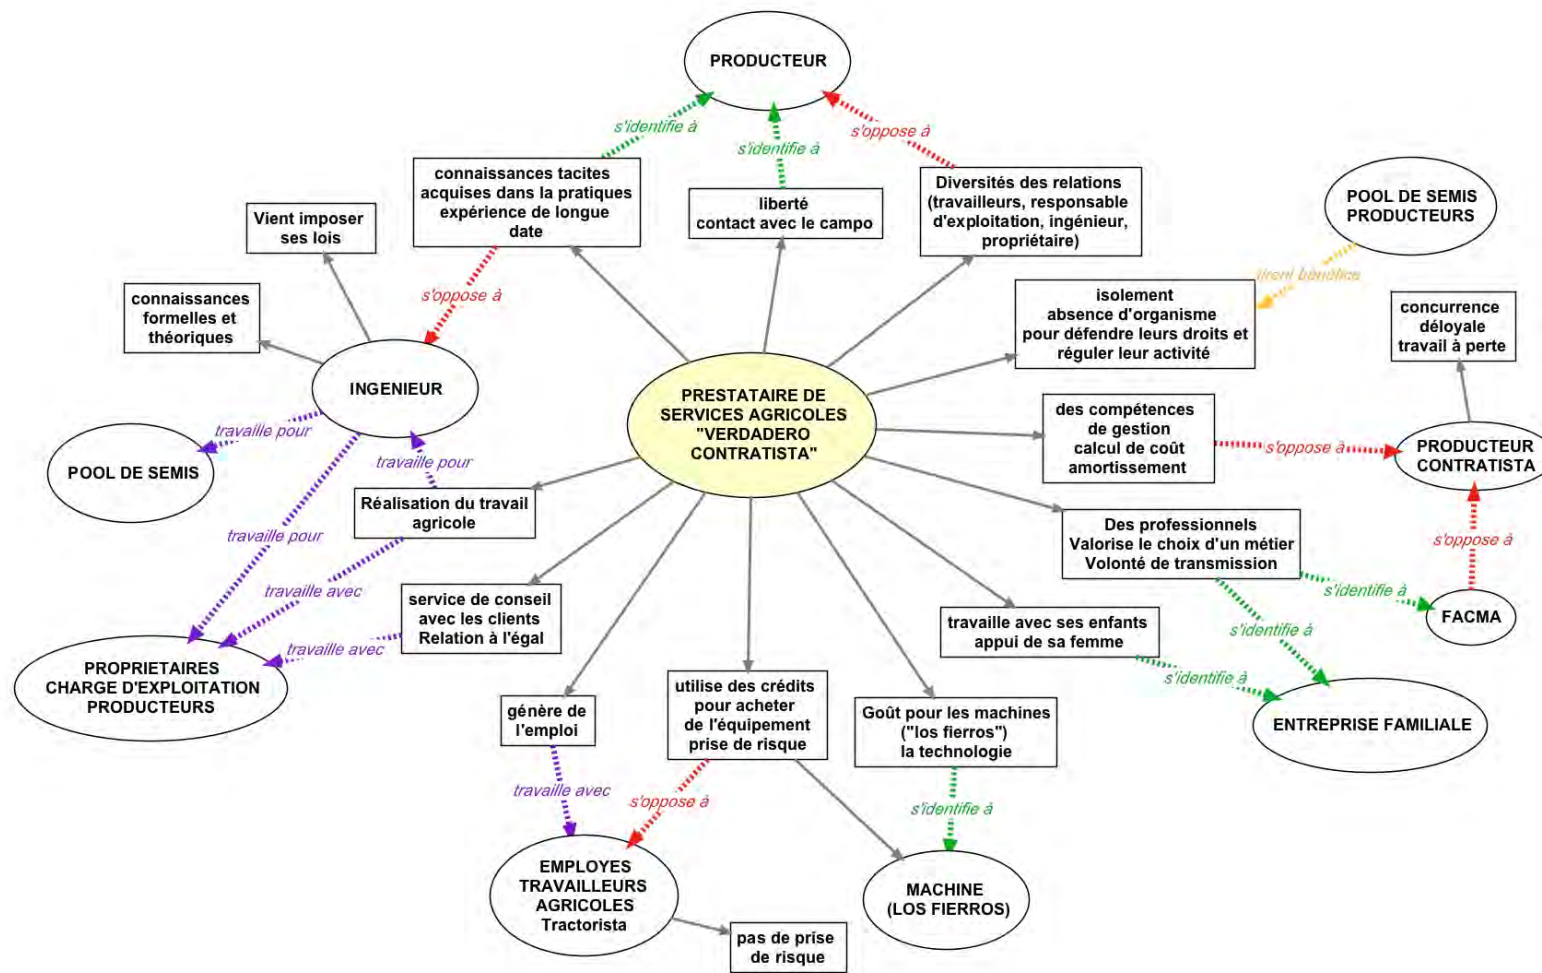 PRODUCTEUR
s'identifie à
s'identifie à
s'oppose à
connaissances tacites
acquises dans la pratiques
expérience de longue
date
liberté
contact avec le campo
Diversités des relations
(travailleurs, responsable
d'exploitation, ingénieur,
propriétaire)
POOL DE SEMIS
PRODUCTEURS
Vient imposer
ses lois
s'oppose à
tirent bénéfice
connaissances
formelles et
théoriques
isolement
absence d'organisme
pour défendre leurs droits et
réguler leur activité
concurrence
déloyale
travail à perte
INGENIEUR
PRESTATAIRE DE
SERVICES AGRICOLES
"VERDADERO
CONTRATISTA"
des compétences
de gestion
calcul de coût
amortissement
s'oppose à
PRODUCTEUR
CONTRATISTA
travaille pour
POOL DE SEMIS
travaille pour
Réalisation du travail
agricole
travaille pour
travaille avec
Des professionnels
Valorise le choix d'un métier
Volonté de transmission
s'oppose à
s'identifie à
FACMA
service de conseil
avec les clients
Relation à l'égal
travaille avec
travaille avec ses enfants
appui de sa femme
s'identifie à
s'identifie à
PROPRIETAIRES
CHARGE D'EXPLOITATION
PRODUCTEURS
génère de
l'emploi
utilise des crédits
pour acheter
de l'équipement
prise de risque
Goût pour les machines
("los fierros")
la technologie
ENTREPRISE FAMILIALE
travaille avec
s'oppose à
s'identifie à
EMPLOYES
TRAVAILLEURS
AGRICOLES
Tractorista
MACHINE
(LOS FIERROS)
pas de prise
de risque